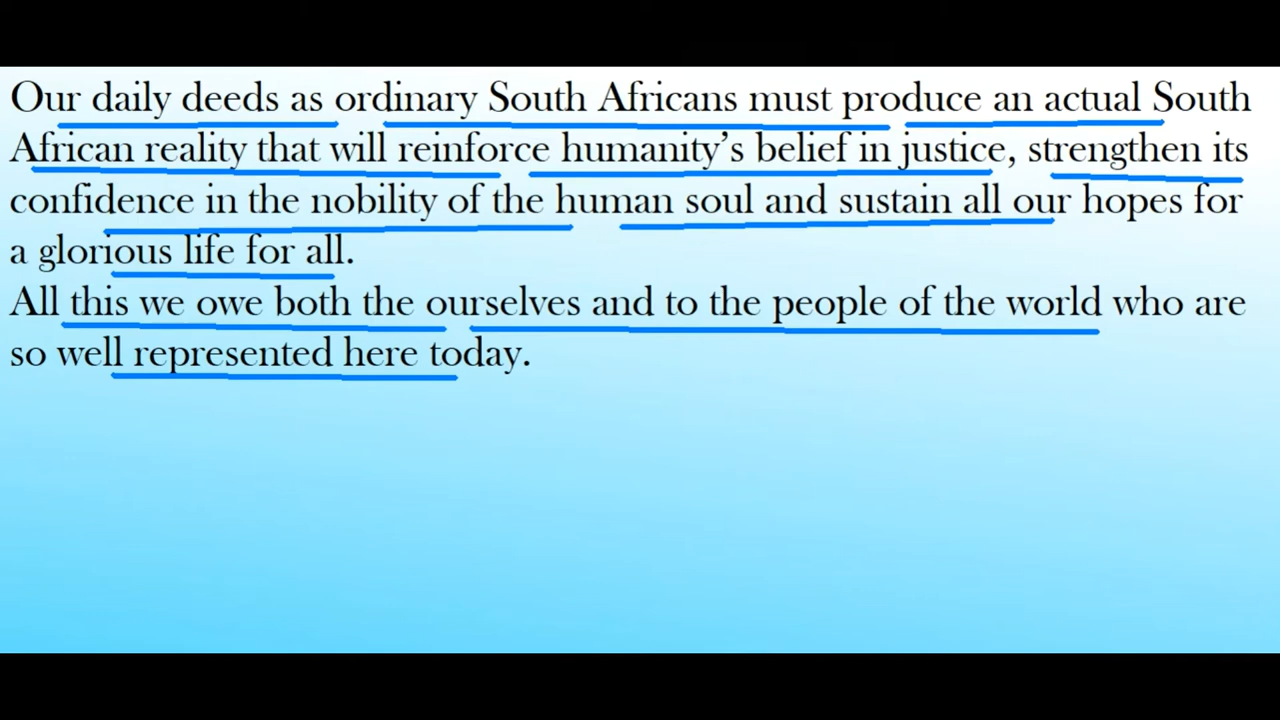 Our daily deeds as ordinary South Africans must produce an actual South
African reality that will reinforce humanity’s belief in justice, strengthen its
confidence in the nobility of the human soul and sustain all our hopes for
a glorious life for all.
All this we owe both the ourselves and to the people of the world who are
so well represented here today.